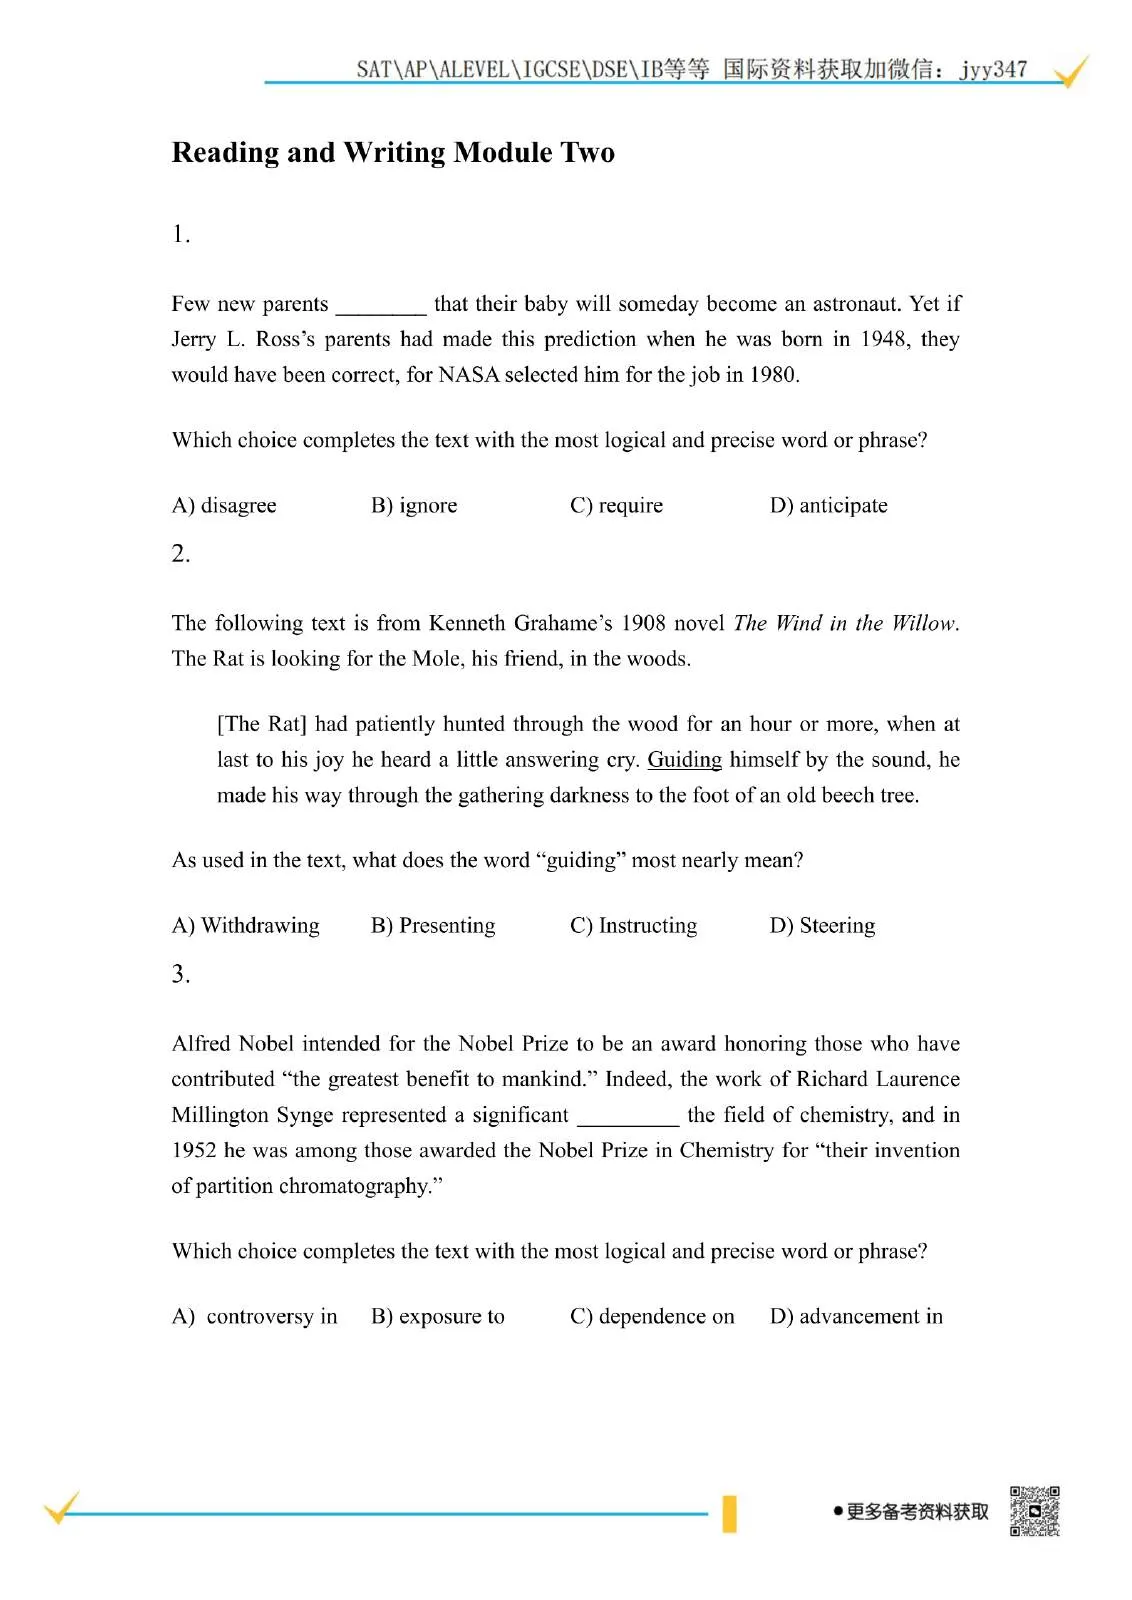 SAT\AP\ALEVEL\IGCSE\DSE\IB等等 国际资料获取加微信：jyy347
Reading and Writing Module Two
1.
Few new parents ________ that their baby will someday become an astronaut. Yet if
Jerry L. Ross’s parents had made this prediction when he was born in 1948, they
would have been correct, for NASA selected him for the job in 1980.
Which choice completes the text with the most logical and precise word or phrase?
A) disagree B) ignore C) require D) anticipate
2.
The following text is from Kenneth Grahame’s 1908 novel The Wind in the Willow.
The Rat is looking for the Mole, his friend, in the woods.
[The Rat] had patiently hunted through the wood for an hour or more, when at
last to his joy he heard a little answering cry. Guiding himself by the sound, he
made his way through the gathering darkness to the foot of an old beech tree.
As used in the text, what does the word “guiding” most nearly mean?
A) Withdrawing B) Presenting C) Instructing D) Steering
3.
Alfred Nobel intended for the Nobel Prize to be an award honoring those who have
contributed “the greatest benefit to mankind.” Indeed, the work of Richard Laurence
Millington Synge represented a significant _________ the field of chemistry, and in
1952 he was among those awarded the Nobel Prize in Chemistry for “their invention
of partition chromatography.”
Which choice completes the text with the most logical and precise word or phrase?
A) controversy in B) exposure to C) dependence on D) advancement in
●更多备考资料获取